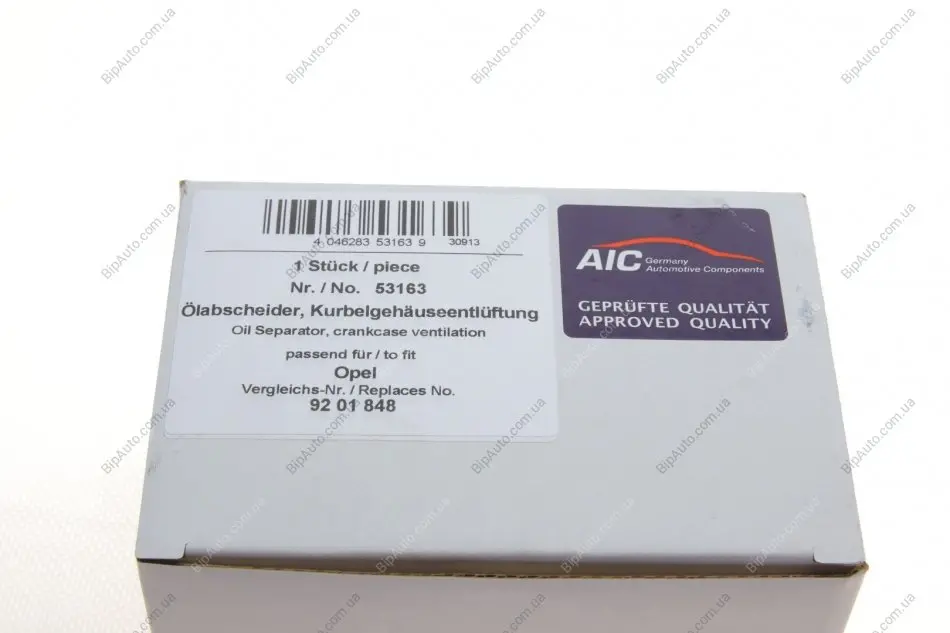 4 046283 53163 9 30913
1 Stück / piece
Nr. / No. 53163
Ölabscheider, Kurbelgehäuseentlüftung
Oil Separator, crankcase ventilation
passend für / to fit
Opel
Vergleichs-Nr. / Replaces No.
92 01 848
AIC Germany
Automotive Components
GEPRÜFTE QUALITÄT
APPROVED QUALITY
BipAuto.com.ua